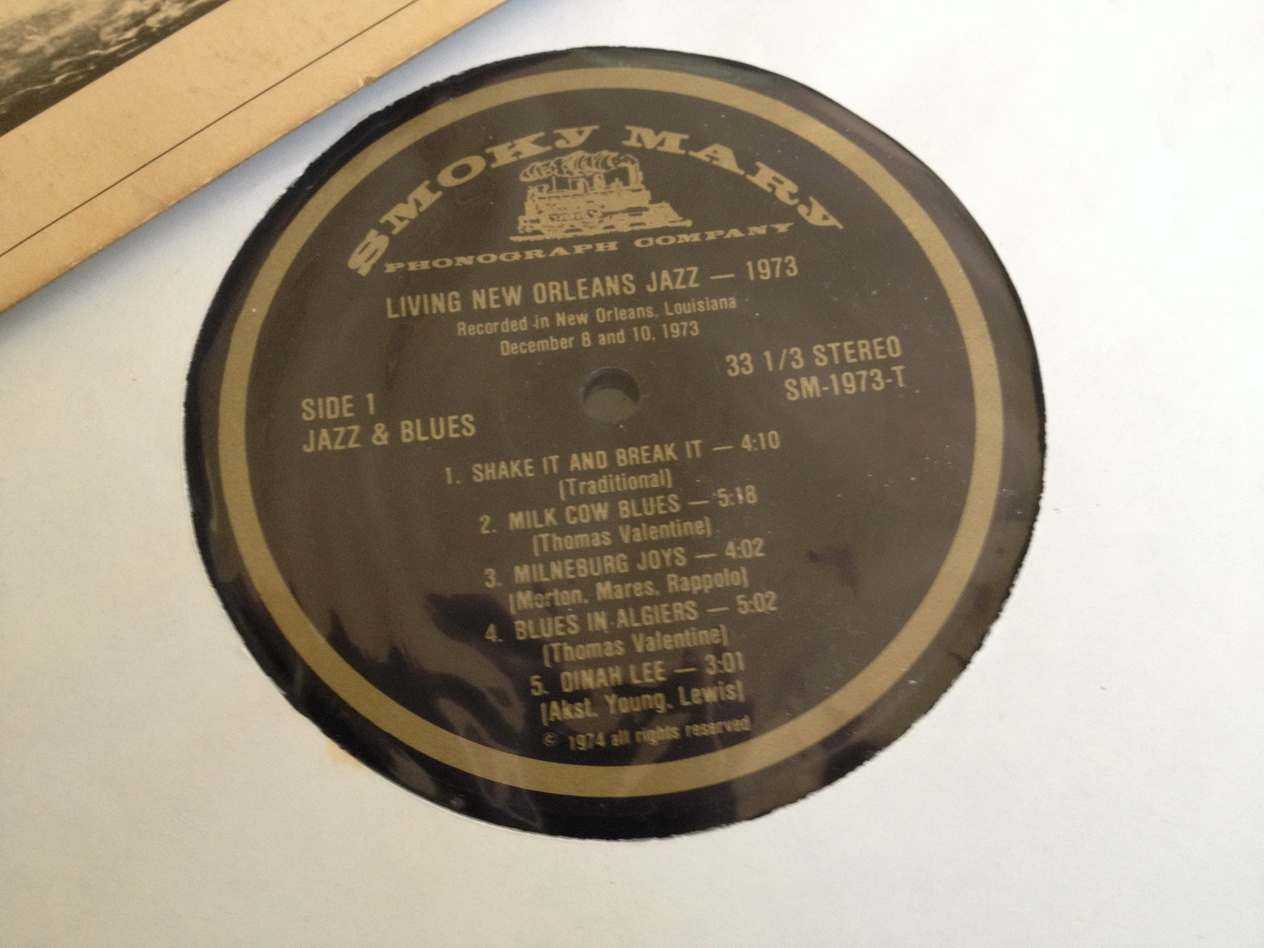 SMOKY MARY
PHONOGRAPH COMPANY
LIVING NEW ORLEANS JAZZ — 1973
Recorded in New Orleans, Louisiana
December 8 and 10, 1973
33 1/3 STEREO
SM-1973-T
SIDE 1
JAZZ & BLUES
1. SHAKE IT AND BREAK IT — 4:10
(Traditional)
2. MILK COW BLUES — 5:18
(Thomas Valentine)
3. MILNEBURG JOYS — 4:02
(Morton, Mares, Rappolo)
4. BLUES IN ALGIERS — 5:02
(Thomas Valentine)
5. DINAH LEE — 3:01
(Akst, Young, Lewis)
© 1974 all rights reserved